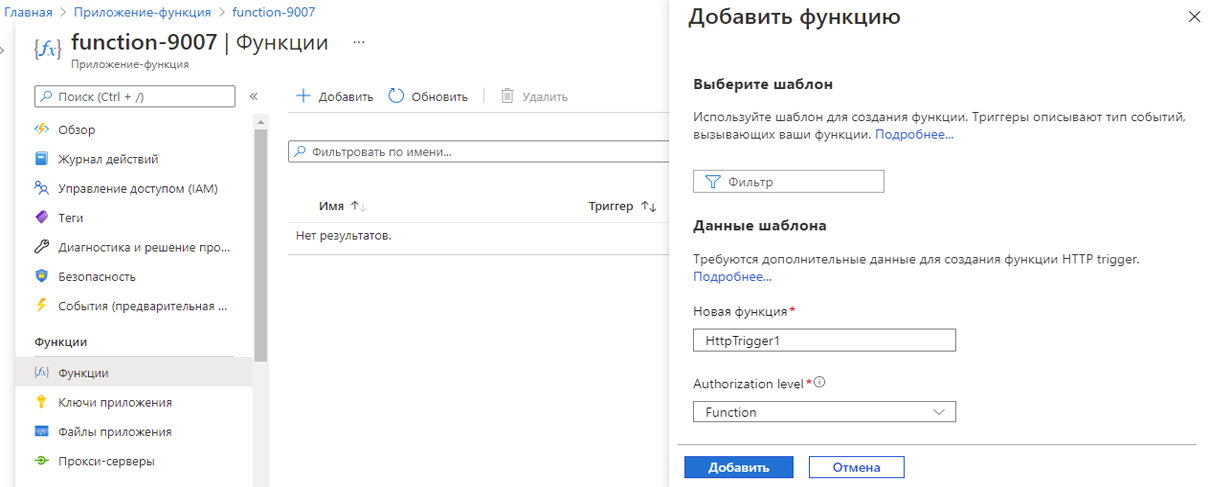 Главная > Приложение-функция > function-9007
{fx} function-9007 | Функции ...
Приложение-функция
Поиск (Ctrl + /) «
Обзор
Журнал действий
Управление доступом (IAM)
Теги
Диагностика и решение про...
Безопасность
События (предварительная ...
Функции
{fx} Функции
Ключи приложения
Файлы приложения
Прокси-серверы
+ Добавить Обновить Удалить
Фильтровать по имени...
Имя ↑↓ Триггер ↑↓
Нет результатов.
Добавить функцию
Выберите шаблон
Используйте шаблон для создания функции. Триггеры описывают тип событий,
вызывающих ваши функции. Подробнее...
Фильтр
Данные шаблона
Требуются дополнительные данные для создания функции HTTP trigger.
Подробнее...
Новая функция*
HttpTrigger1
Authorization level*
Function
Добавить Отмена